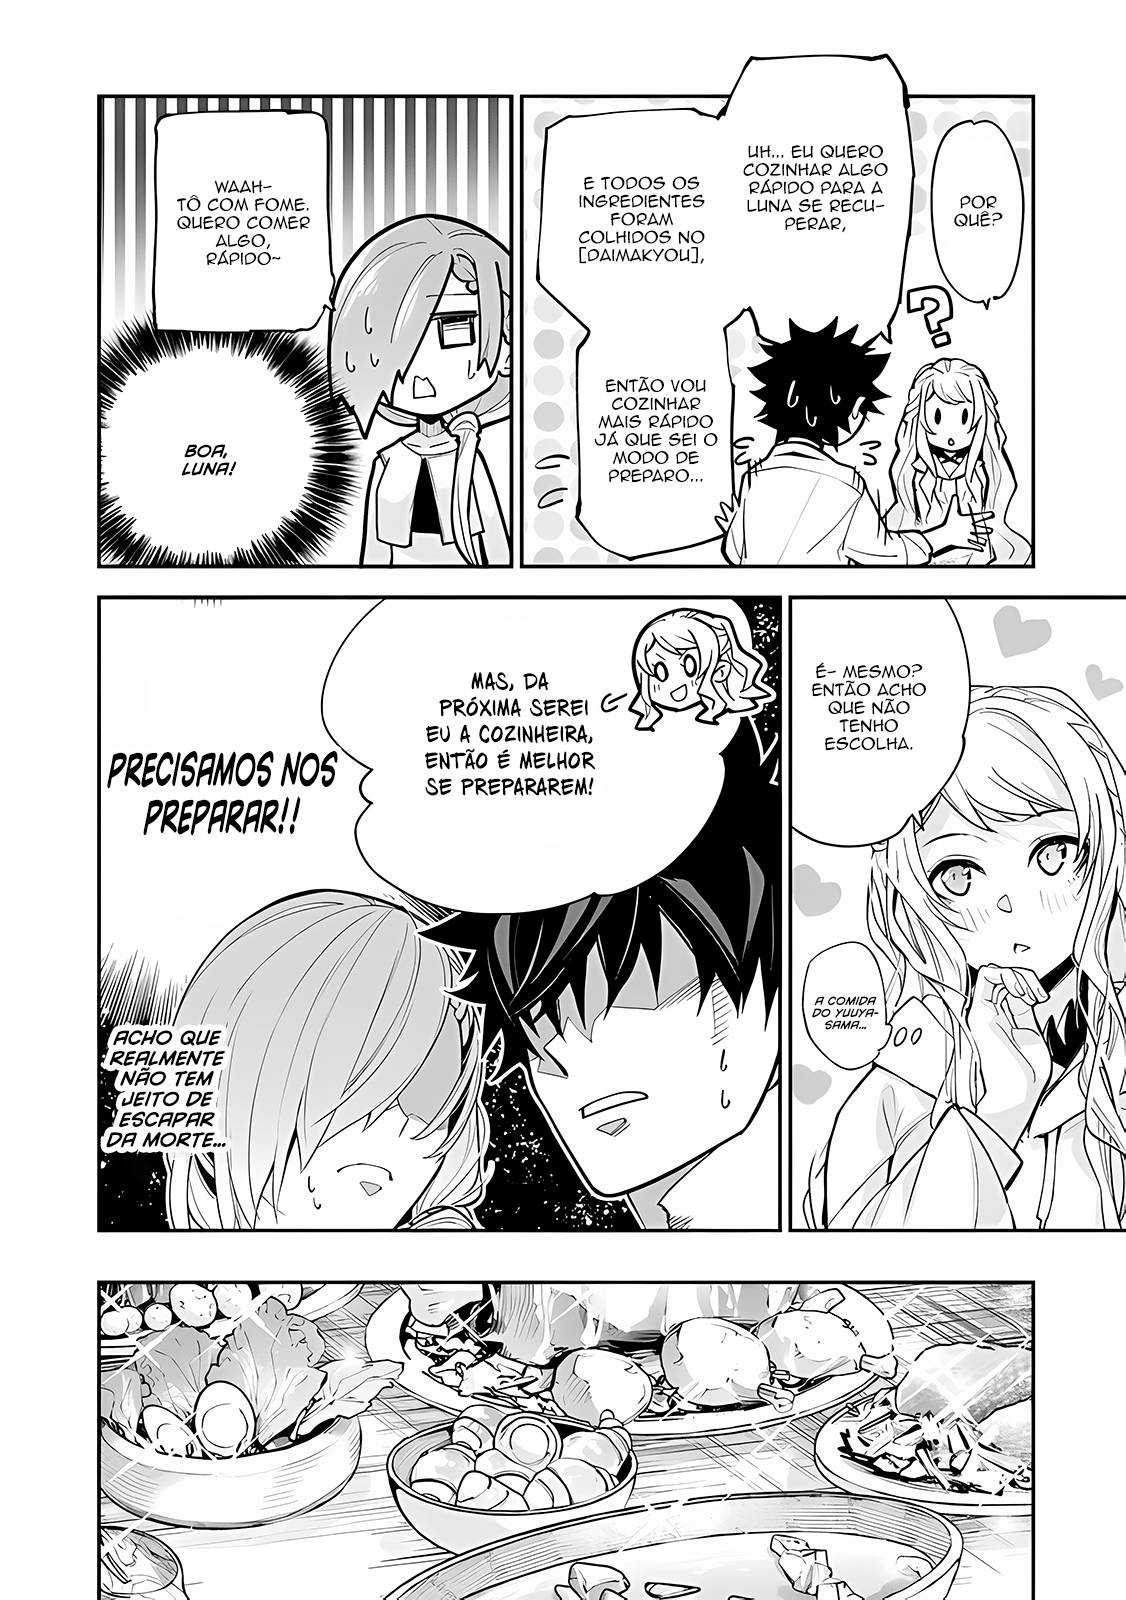 POR
QUÊ?
UH... EU QUERO
COZINHAR ALGO
RÁPIDO PARA A
LUNA SE RECU-
PERAR,
E TODOS OS
INGREDIENTES
FORAM
COLHIDOS NO
[DAIMAKYOU],
ENTÃO VOU
COZINHAR
MAIS RÁPIDO
JÁ QUE SEI O
MODO DE
PREPARO...
?
WAAH-
TÔ COM FOME.
QUERO COMER
ALGO,
RÁPIDO~
BOA,
LUNA!
É- MESMO?
ENTÃO ACHO
QUE NÃO
TENHO
ESCOLHA.
A COMIDA
DO YUUYA-
SAMA...
MAS, DA
PRÓXIMA SEREI
EU A COZINHEIRA,
ENTÃO É MELHOR
SE PREPARAREM!
PRECISAMOS NOS
PREPARAR!!
ACHO QUE
REALMENTE
NÃO TEM
JEITO DE
ESCAPAR
DA MORTE...